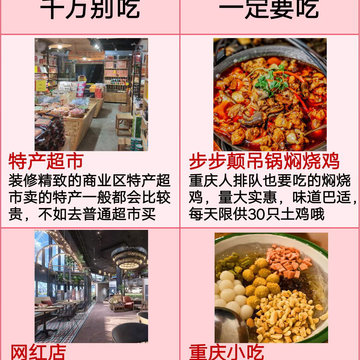 千万别吃
一定要吃
特产超市
装修精致的商业区特产超
市卖的特产一般都会比较
贵，不如去普通超市买
步步颠吊锅焖烧鸡
重庆人排队也要吃的焖烧
鸡，量大实惠，味道巴适，
每天限供30只土鸡哦
网红店
重庆小吃